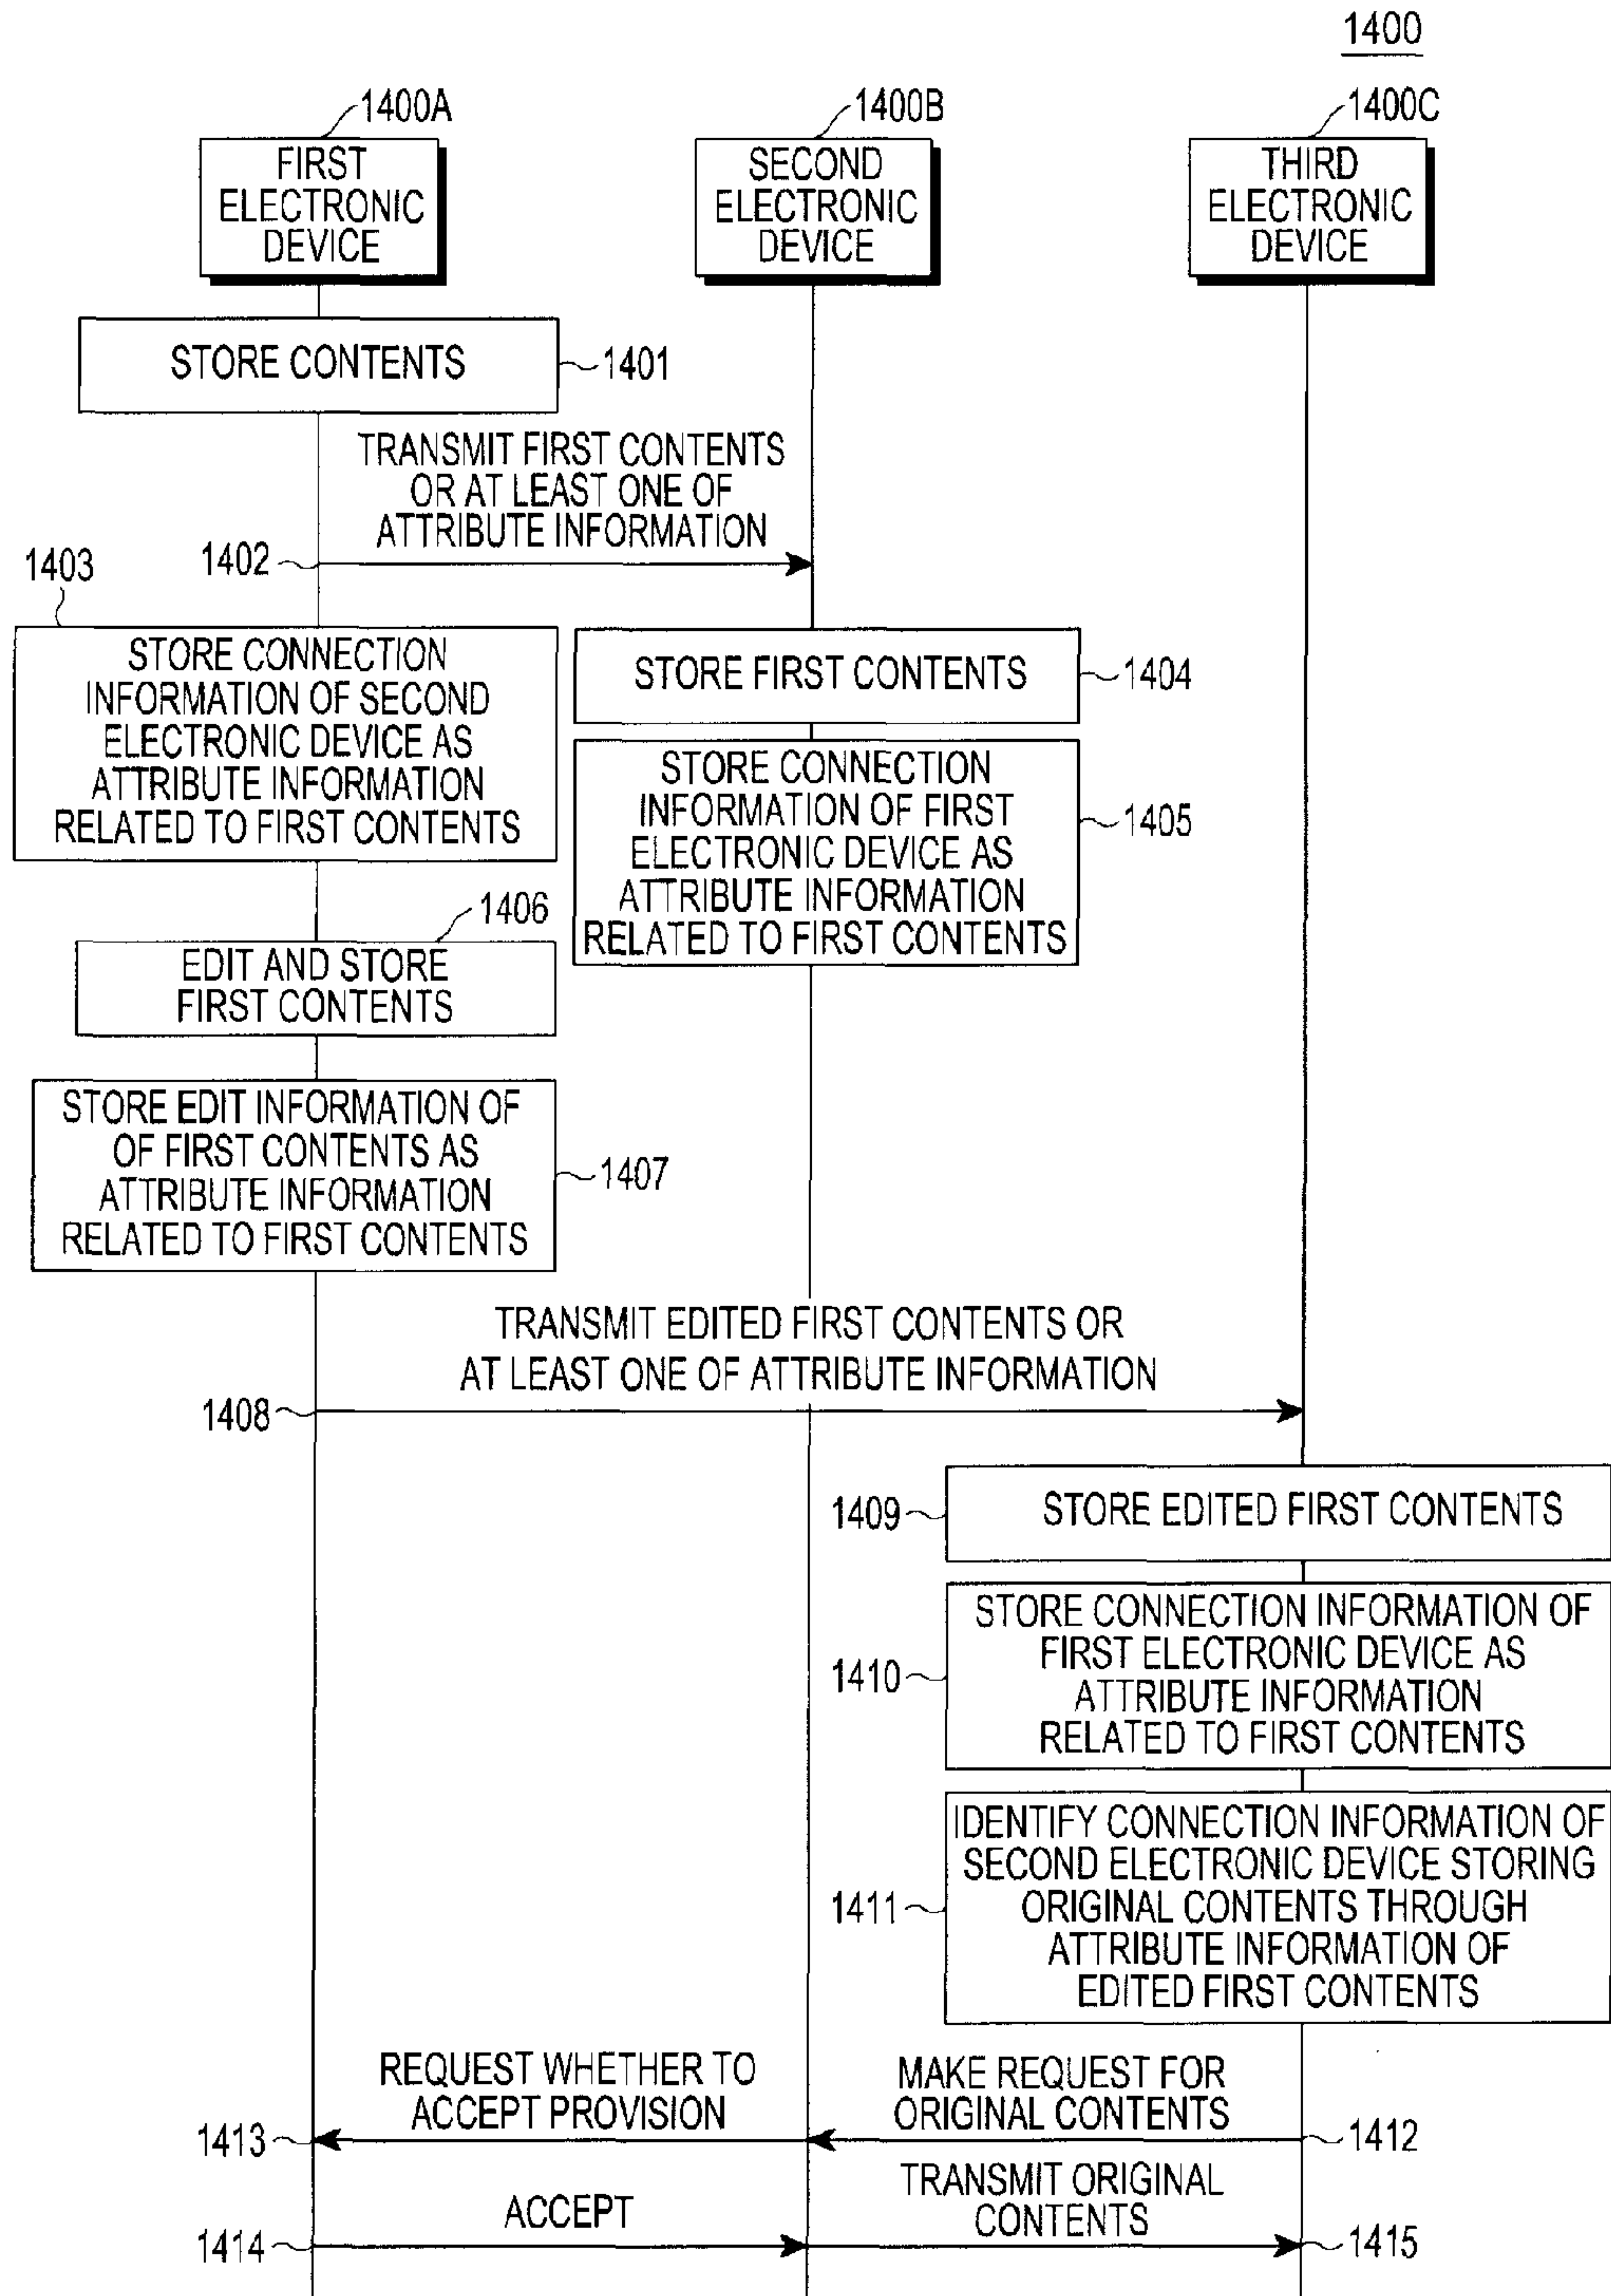 1400
1400A
1400B
1400C
FIRST
ELECTRONIC
DEVICE
SECOND
ELECTRONIC
DEVICE
THIRD
ELECTRONIC
DEVICE
STORE CONTENTS
1401
TRANSMIT FIRST CONTENTS
OR AT LEAST ONE OF
ATTRIBUTE INFORMATION
1402
1403
STORE CONNECTION
INFORMATION OF SECOND
ELECTRONIC DEVICE AS
ATTRIBUTE INFORMATION
RELATED TO FIRST CONTENTS
STORE FIRST CONTENTS
1404
STORE CONNECTION
INFORMATION OF FIRST
ELECTRONIC DEVICE AS
ATTRIBUTE INFORMATION
RELATED TO FIRST CONTENTS
1405
1406
EDIT AND STORE
FIRST CONTENTS
STORE EDIT INFORMATION OF
OF FIRST CONTENTS AS
ATTRIBUTE INFORMATION
RELATED TO FIRST CONTENTS
1407
TRANSMIT EDITED FIRST CONTENTS OR
AT LEAST ONE OF ATTRIBUTE INFORMATION
1408
1409
STORE EDITED FIRST CONTENTS
1410
STORE CONNECTION INFORMATION OF
FIRST ELECTRONIC DEVICE AS
ATTRIBUTE INFORMATION
RELATED TO FIRST CONTENTS
1411
IDENTIFY CONNECTION INFORMATION OF
SECOND ELECTRONIC DEVICE STORING
ORIGINAL CONTENTS THROUGH
ATTRIBUTE INFORMATION OF
EDITED FIRST CONTENTS
REQUEST WHETHER TO
ACCEPT PROVISION
1413
MAKE REQUEST FOR
ORIGINAL CONTENTS
1412
ACCEPT
1414
TRANSMIT ORIGINAL
CONTENTS
1415